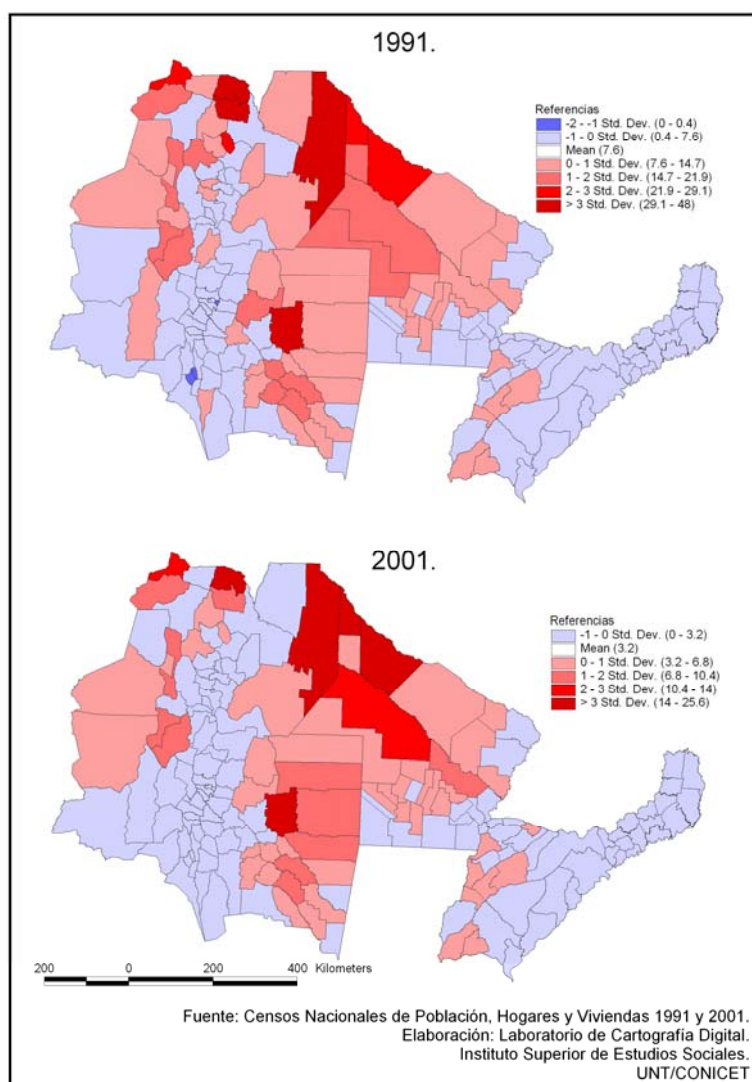 1991.
Referencias
-2 - -1 Std. Dev. (0 - 0.4)
-1 - 0 Std. Dev. (0.4 - 7.6)
Mean (7.6)
0 - 1 Std. Dev. (7.6 - 14.7)
1 - 2 Std. Dev. (14.7 - 21.9)
2 - 3 Std. Dev. (21.9 - 29.1)
> 3 Std. Dev. (29.1 - 48)
2001.
Referencias
-1 - 0 Std. Dev. (0 - 3.2)
Mean (3.2)
0 - 1 Std. Dev. (3.2 - 6.8)
1 - 2 Std. Dev. (6.8 - 10.4)
2 - 3 Std. Dev. (10.4 - 14)
> 3 Std. Dev. (14 - 25.6)
200 0 200 400 Kilometers
Fuente: Censos Nacionales de Población, Hogares y Viviendas 1991 y 2001.
Elaboración: Laboratorio de Cartografía Digital.
Instituto Superior de Estudios Sociales.
UNT/CONICET